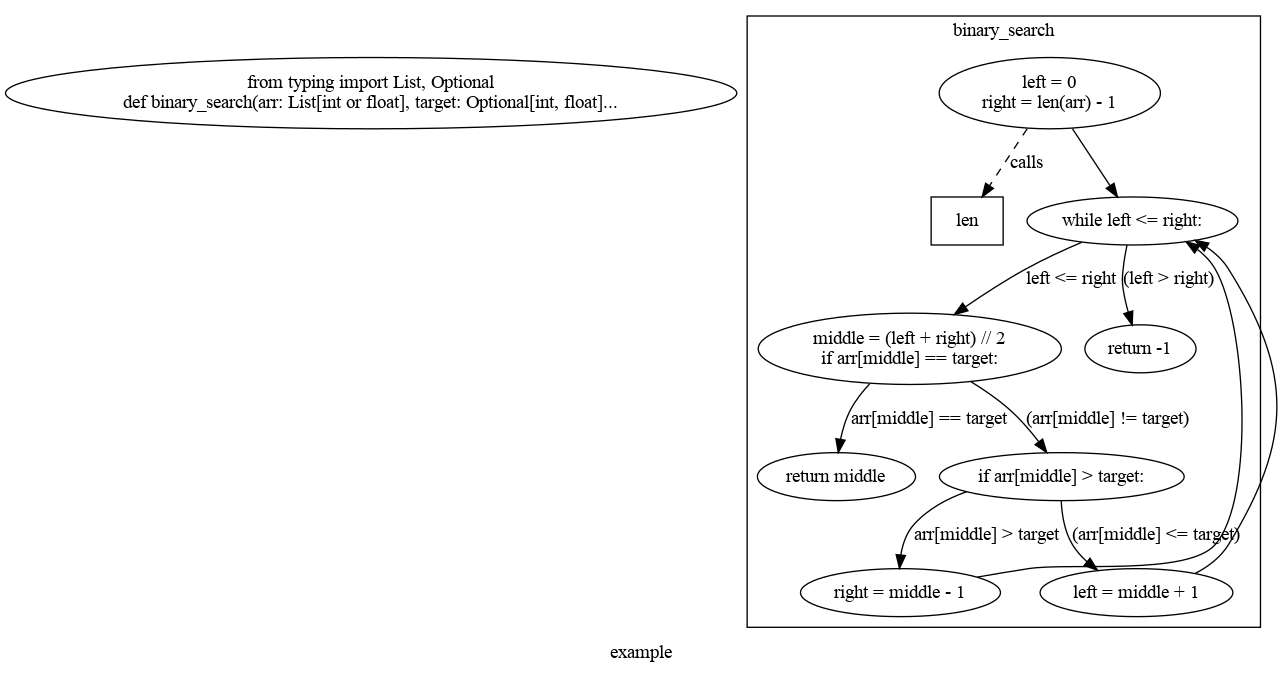 binary_search
from typing import List, Optional
def binary_search(arr: List[int or float], target: Optional[int, float]...
left = 0
right = len(arr) - 1
calls
len
while left <= right:
left <= right
(left > right)
middle = (left + right) // 2
if arr[middle] == target:
return -1
arr[middle] == target
(arr[middle] != target)
return middle
if arr[middle] > target:
arr[middle] > target
(arr[middle] <= target)
right = middle - 1
left = middle + 1
example